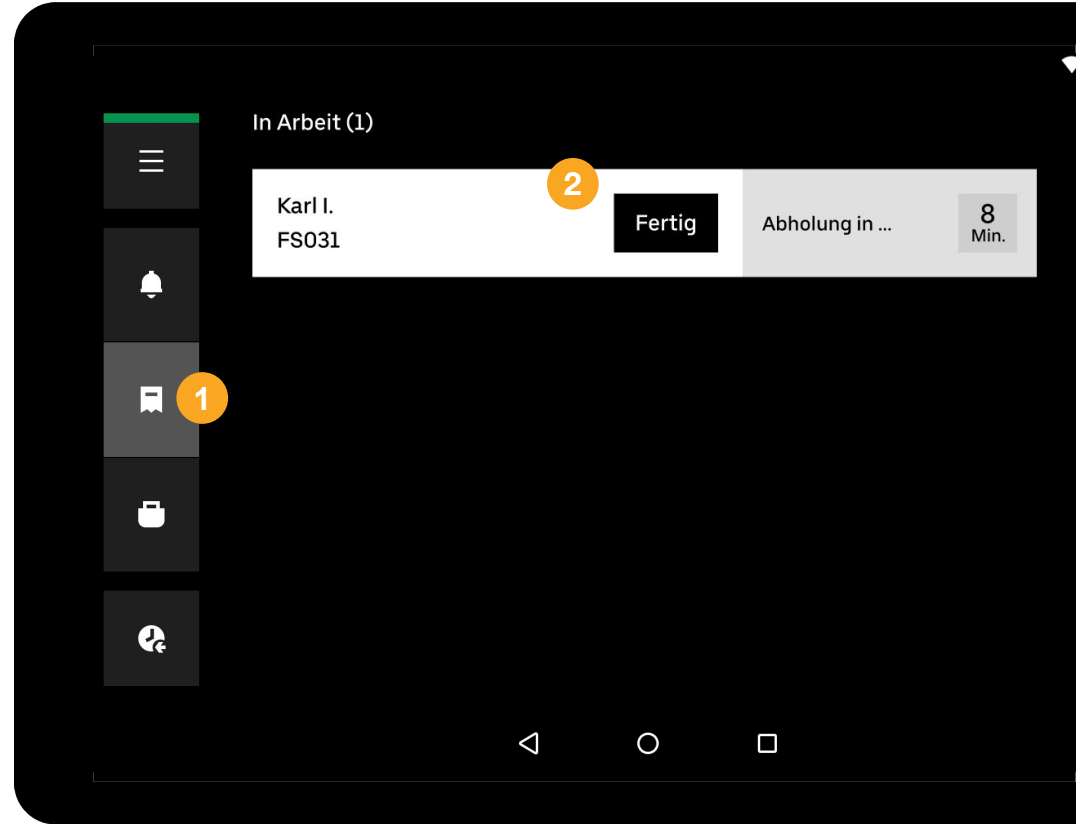 In Arbeit (1)
2
Karl I.
FS031
Fertig
Abholung in ...
8
Min.
1